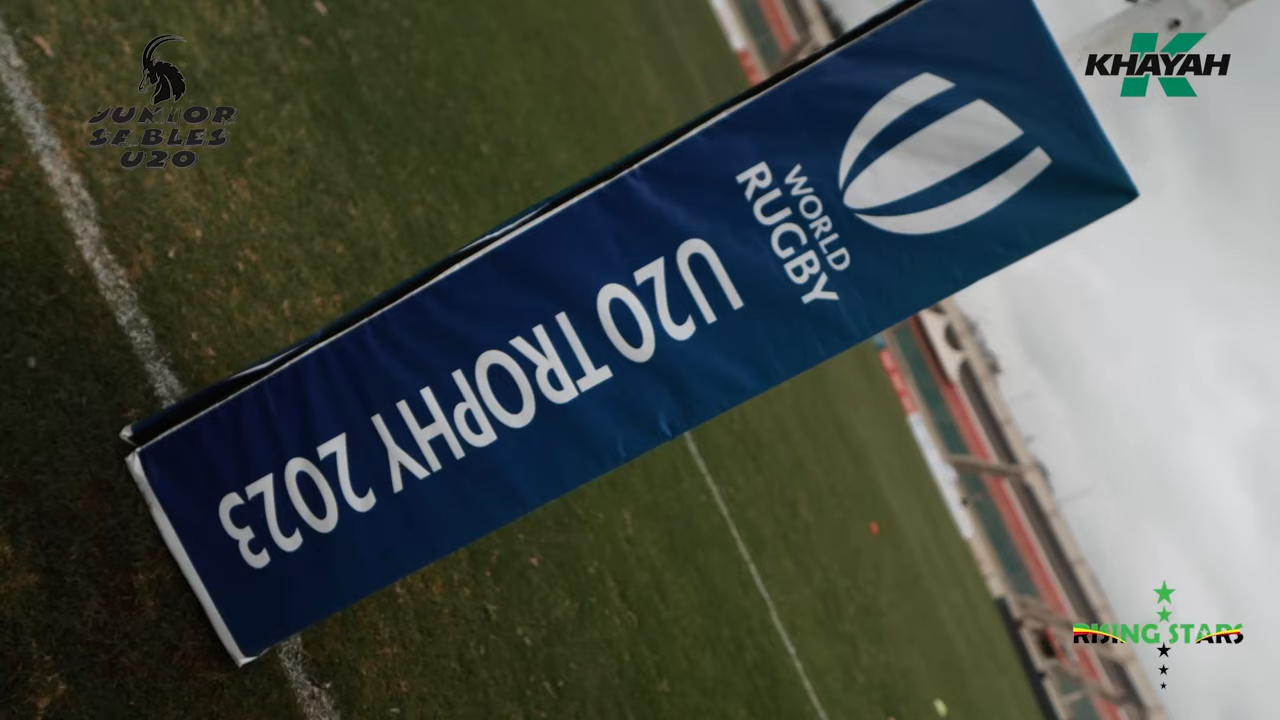 JUNIOR
SABLES
U20
KHAYAH
WORLD
RUGBY
U20 TROPHY 2023
RISING STARS